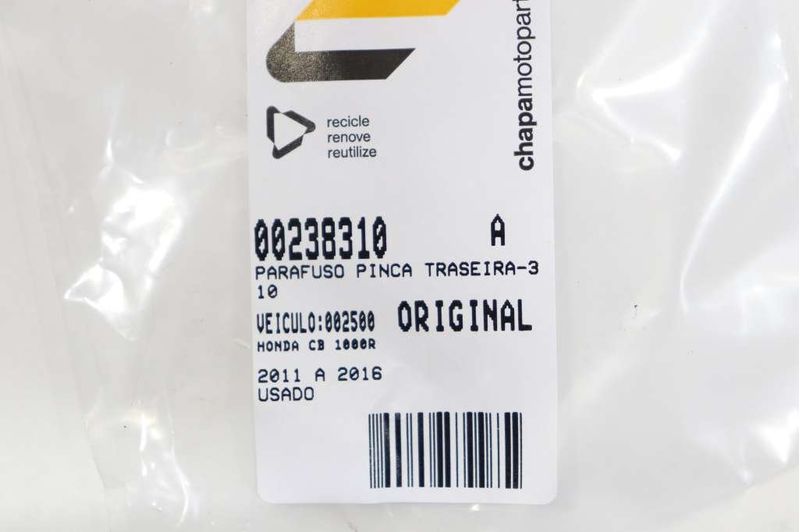 chapamotopart
recicle
renove
reutilize
00238310 A
PARAFUSO PINCA TRASEIRA-3
10
VEICULO:002500 ORIGINAL
HONDA CB 1000R
2011 A 2016
USADO